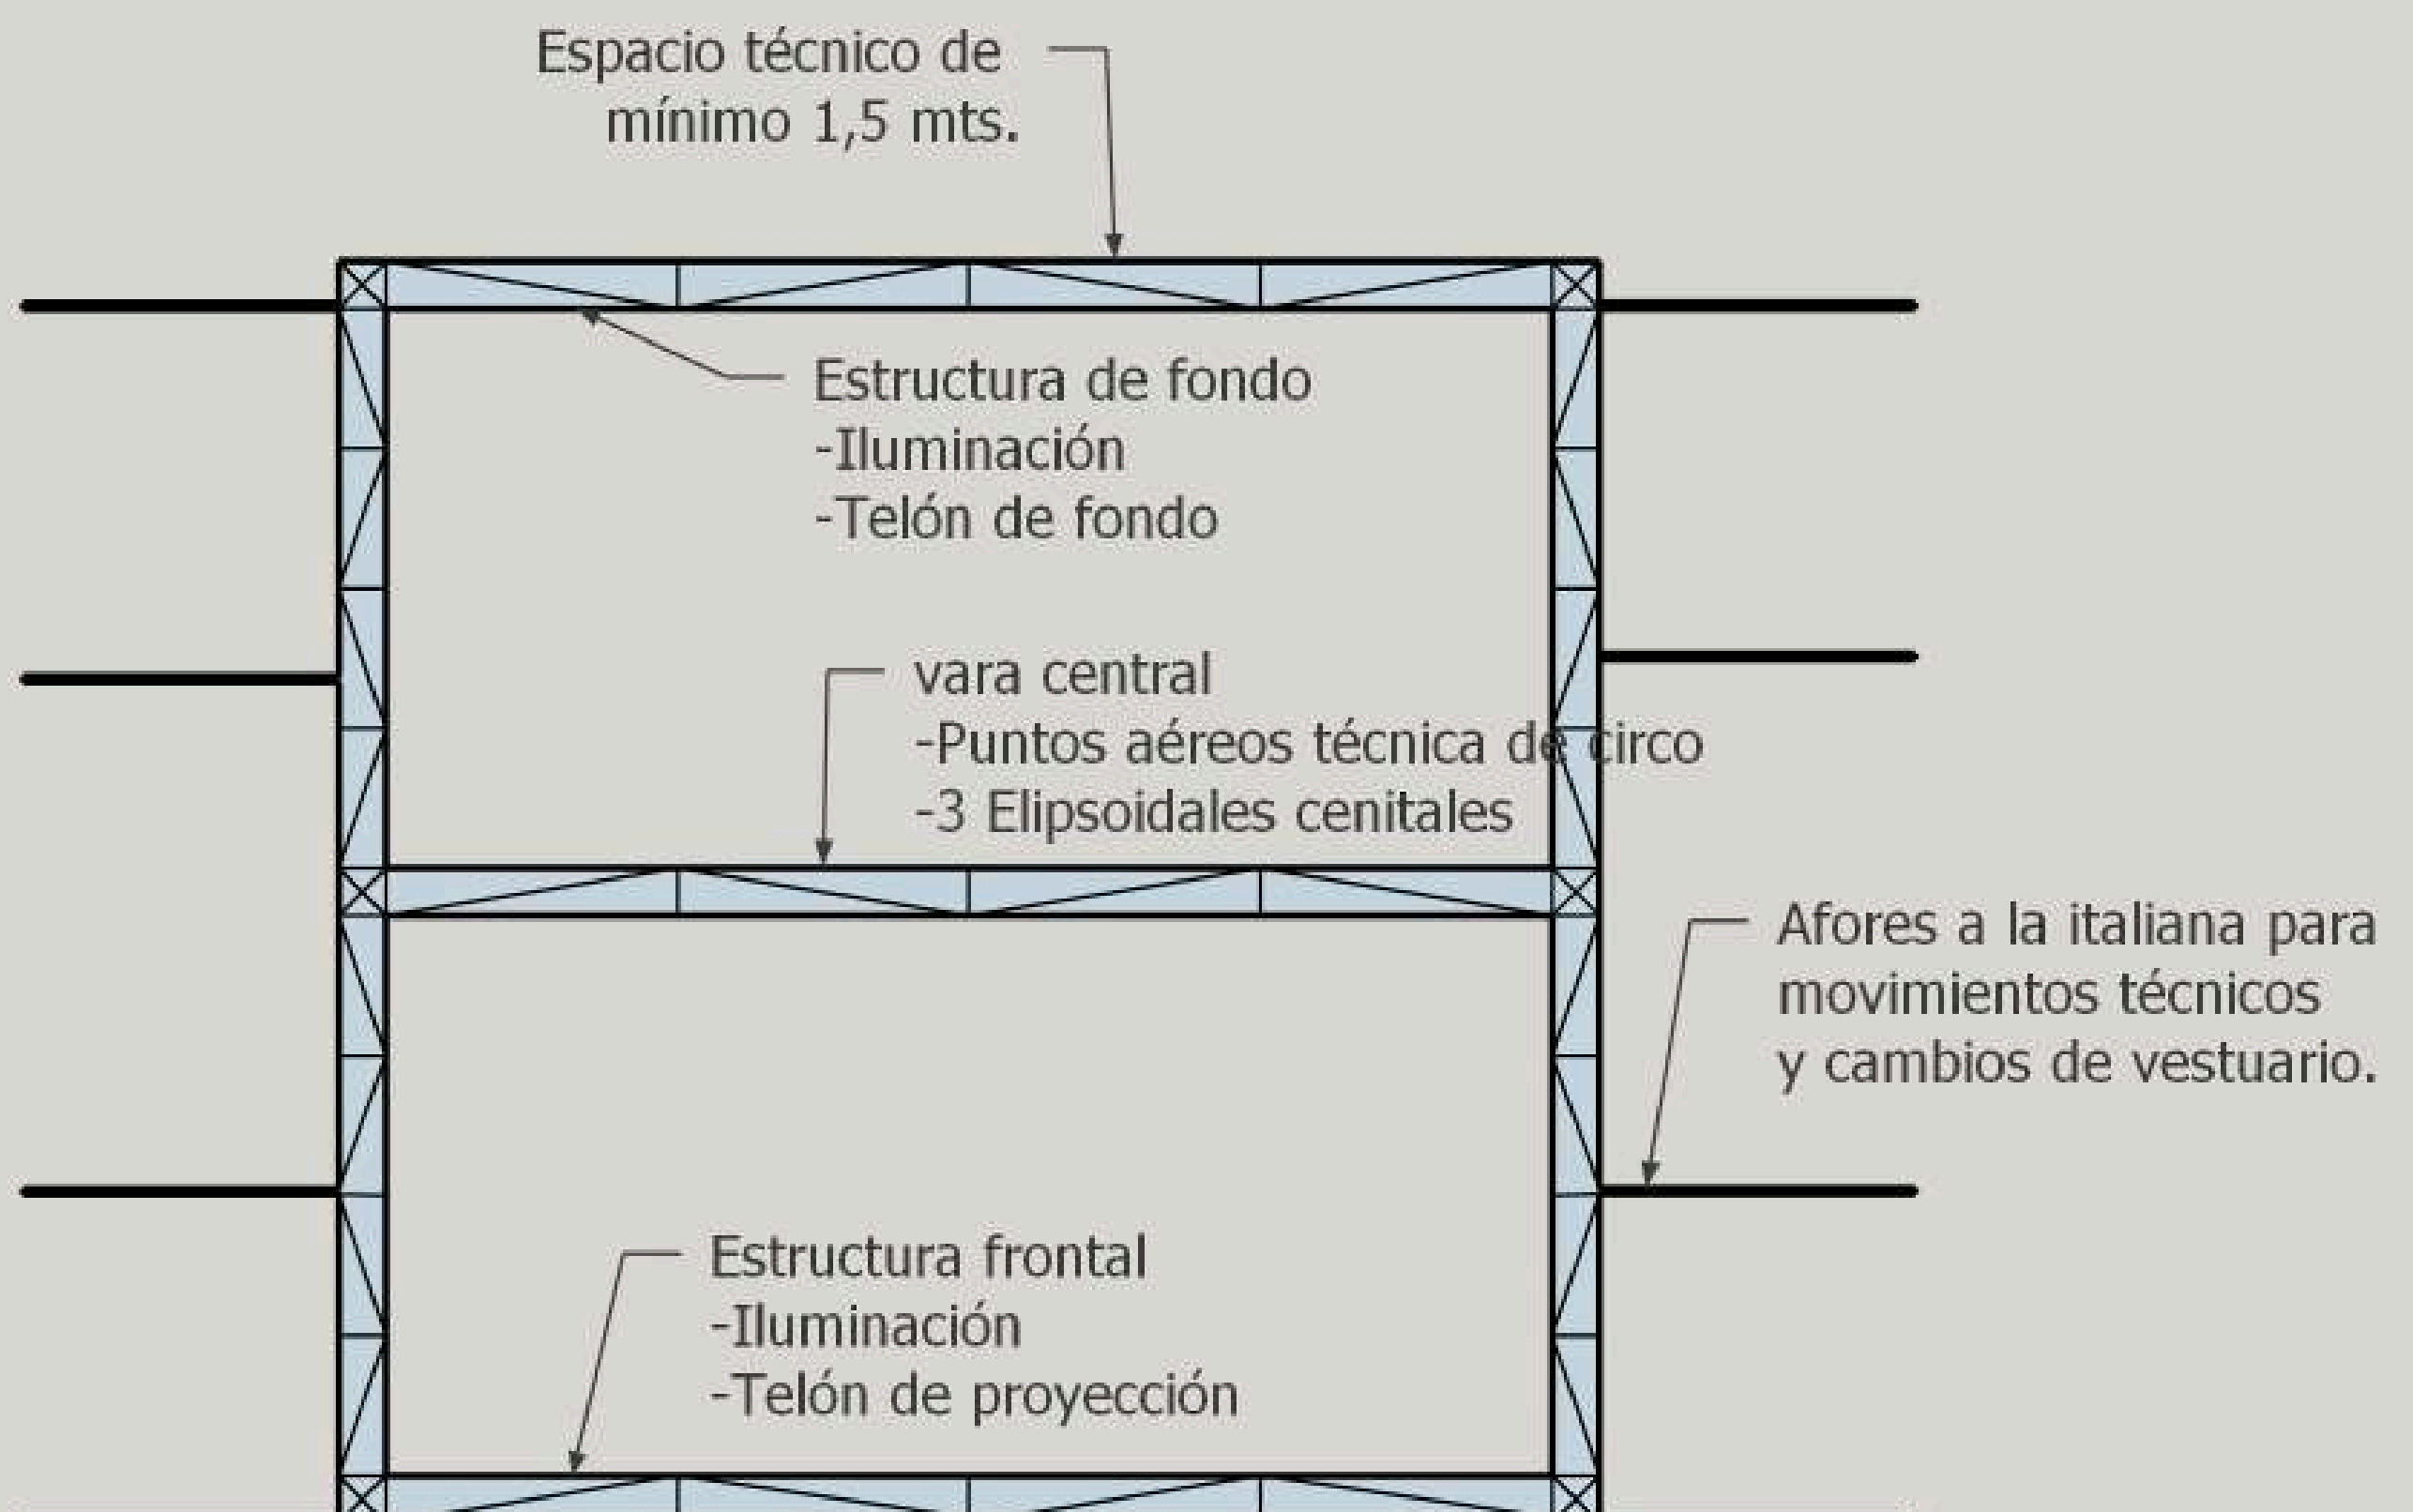 Espacio técnico de
mínimo 1,5 mts.
Estructura de fondo
-Iluminación
-Telón de fondo
vara central
-Puntos aéreos técnica de circo
-3 Elipsoidales cenitales
Afores a la italiana para
movimientos técnicos
y cambios de vestuario.
Estructura frontal
-Iluminación
-Telón de proyección